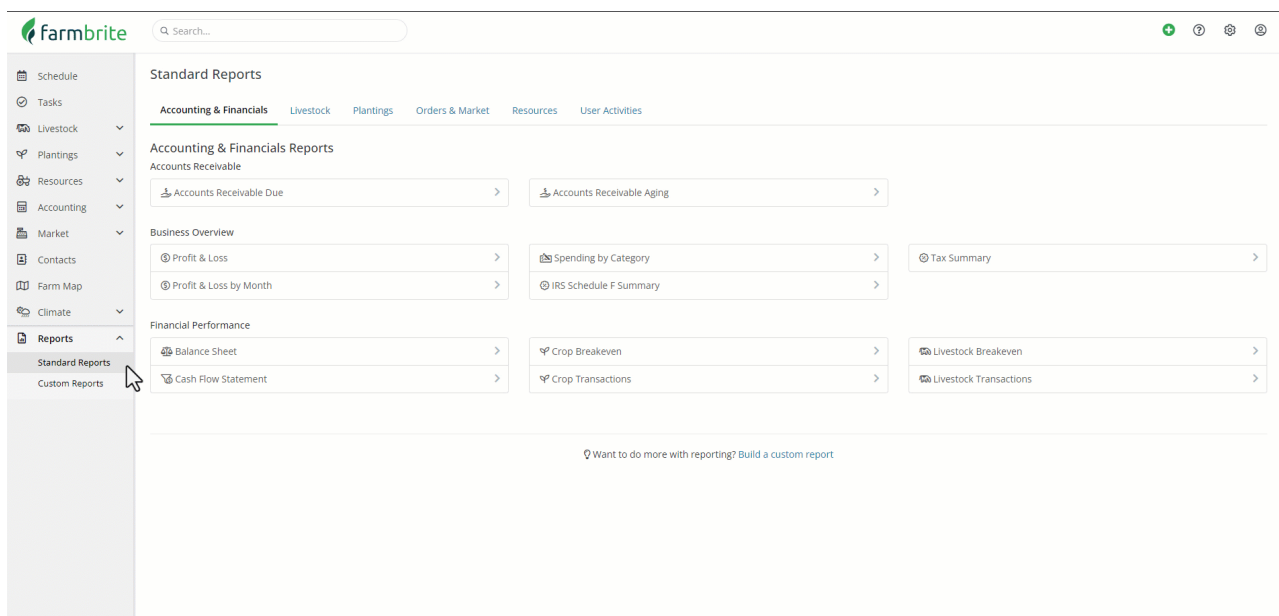 farmbrite
Search...
Schedule
Tasks
Livestock
Plantings
Resources
Accounting
Market
Contacts
Farm Map
Climate
Reports
Standard Reports
Custom Reports
Standard Reports
Accounting & Financials Livestock Plantings Orders & Market Resources User Activities
Accounting & Financials Reports
Accounts Receivable
Accounts Receivable Due Accounts Receivable Aging
Business Overview
Profit & Loss Spending by Category Tax Summary
Profit & Loss by Month IRS Schedule F Summary
Financial Performance
Balance Sheet Crop Breakeven Livestock Breakeven
Cash Flow Statement Crop Transactions Livestock Transactions
Want to do more with reporting? Build a custom report